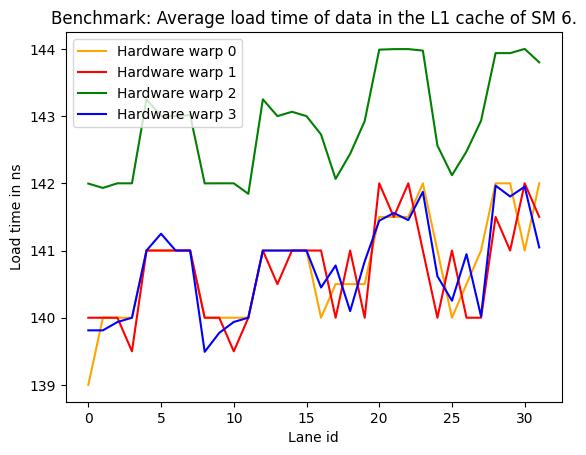 Benchmark: Average load time of data in the L1 cache of SM 6.
Hardware warp 0
Hardware warp 1
Hardware warp 2
Hardware warp 3
Load time in ns
144
143
142
141
140
139
0 5 10 15 20 25 30
Lane id